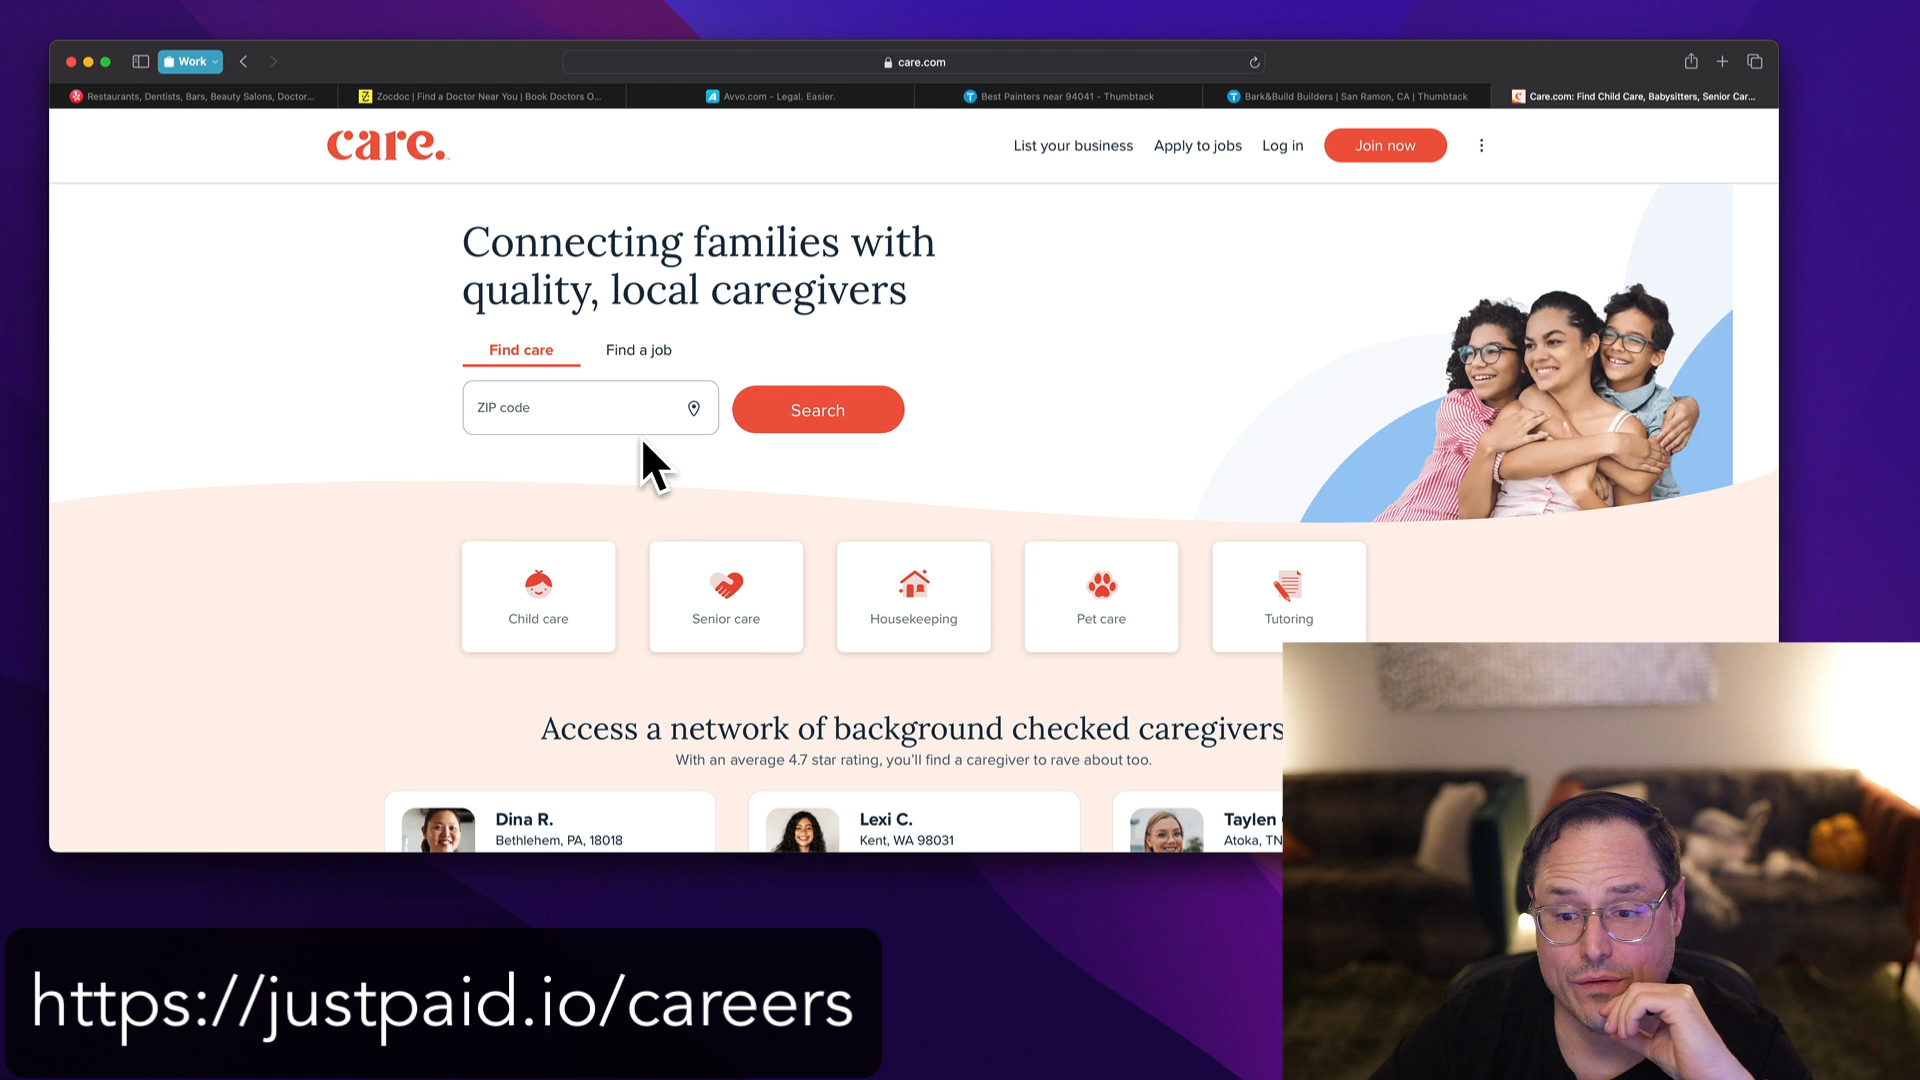 Work
care.com
Restaurants, Dentists, Bars, Beauty Salons, Doctor...
Zocdoc | Find a Doctor Near You | Book Doctors O...
Avvo.com - Legal. Easier.
Best Painters near 94041 - Thumbtack
Bark&Build Builders | San Ramon, CA | Thumbtack
Care.com: Find Child Care, Babysitters, Senior Car...
care.
List your business
Apply to jobs
Log in
Join now
Connecting families with
quality, local caregivers
Find care
Find a job
ZIP code
Search
Child care
Senior care
Housekeeping
Pet care
Tutoring
Access a network of background checked caregivers
With an average 4.7 star rating, you'll find a caregiver to rave about too.
Dina R.
Bethlehem, PA, 18018
Lexi C.
Kent, WA 98031
Taylen
Atoka, TN
https://justpaid.io/careers